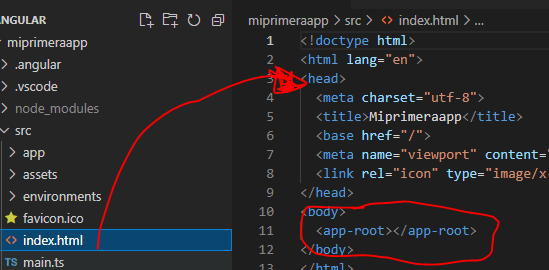 ANGULAR
miprimeraapp
.angular
.vscode
node_modules
src
app
assets
environments
favicon.ico
<> index.html
TS main.ts
miprimeraapp > src > <> index.html > ...
1 <!doctype html>
2 <html lang="en">
3 <head>
4 <meta charset="utf-8">
5 <title>Miprimeraapp</title>
6 <base href="/">
7 <meta name="viewport" content="
8 <link rel="icon" type="image/x-
9 </head>
10 <body>
11 <app-root></app-root>
12 </body>
13 </html>